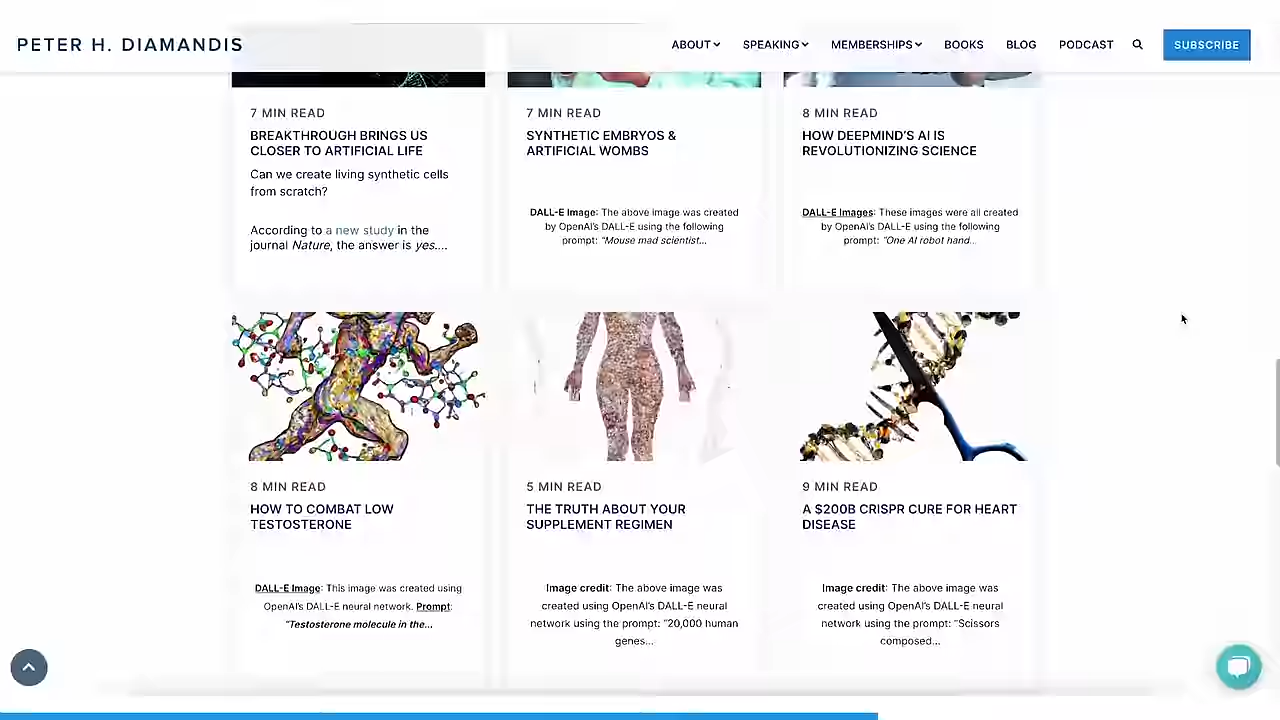 PETER H. DIAMANDIS
ABOUT
SPEAKING
MEMBERSHIPS
BOOKS
BLOG
PODCAST
SUBSCRIBE
7 MIN READ
BREAKTHROUGH BRINGS US
CLOSER TO ARTIFICIAL LIFE
Can we create living synthetic cells
from scratch?
According to a new study in the
journal Nature, the answer is yes....
7 MIN READ
SYNTHETIC EMBRYOS &
ARTIFICIAL WOMBS
DALL-E Image: The above image was created
by OpenAI's DALL-E using the following
prompt: "Mouse mad scientist...
8 MIN READ
HOW DEEPMIND'S AI IS
REVOLUTIONIZING SCIENCE
DALL-E Images: These images were all created
by OpenAI's DALL-E using the following
prompt: "One AI robot hand...
8 MIN READ
HOW TO COMBAT LOW
TESTOSTERONE
DALL-E Image: This image was created using
OpenAI's DALL-E neural network. Prompt:
"Testosterone molecule in the...
5 MIN READ
THE TRUTH ABOUT YOUR
SUPPLEMENT REGIMEN
Image credit: The above image was
created using OpenAI's DALL-E neural
network using the prompt: "20,000 human
genes...
9 MIN READ
A $200B CRISPR CURE FOR HEART
DISEASE
Image credit: The above image was
created using OpenAI's DALL-E neural
network using the prompt: "Scissors
composed...